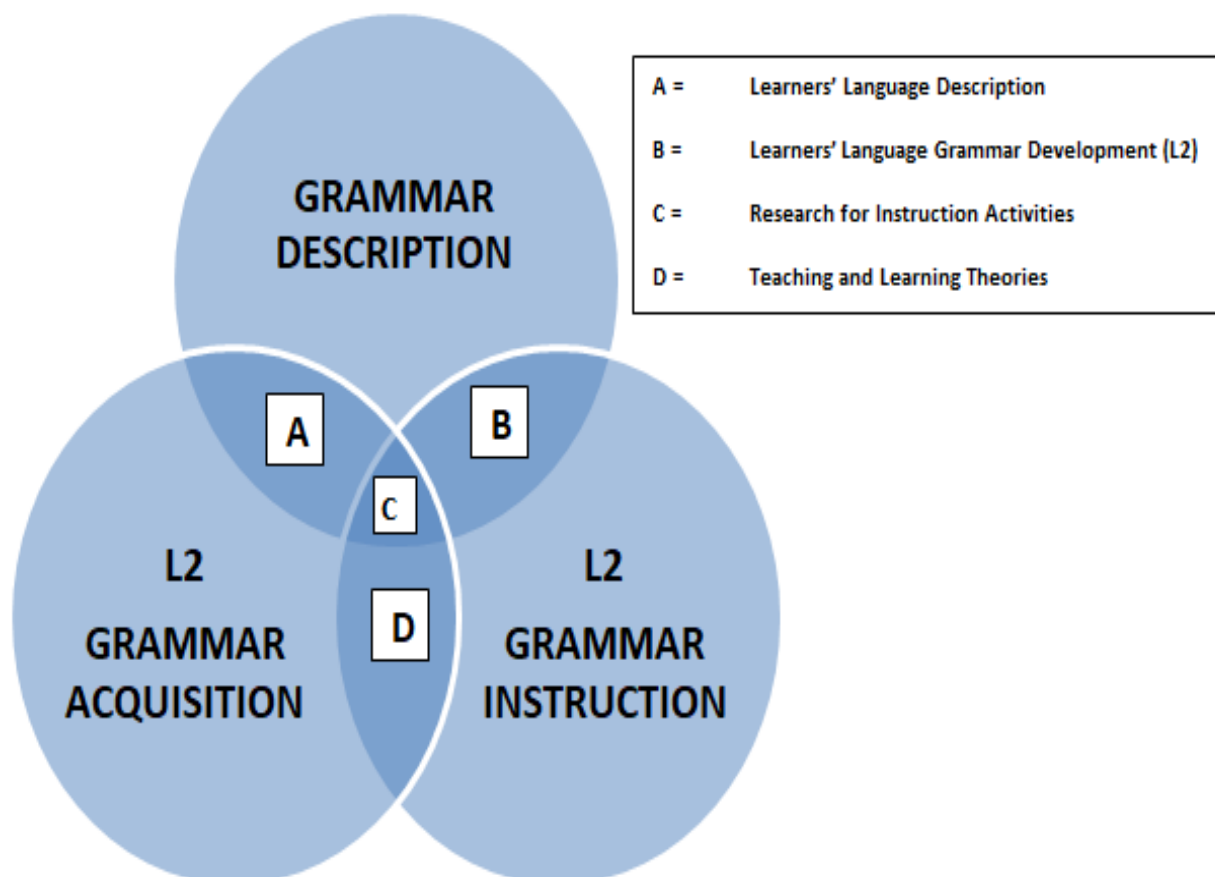 GRAMMAR
DESCRIPTION
A = Learners' Language Description
B = Learners' Language Grammar Development (L2)
C = Research for Instruction Activities
D = Teaching and Learning Theories
A
B
C
D
L2
GRAMMAR
ACQUISITION
L2
GRAMMAR
INSTRUCTION